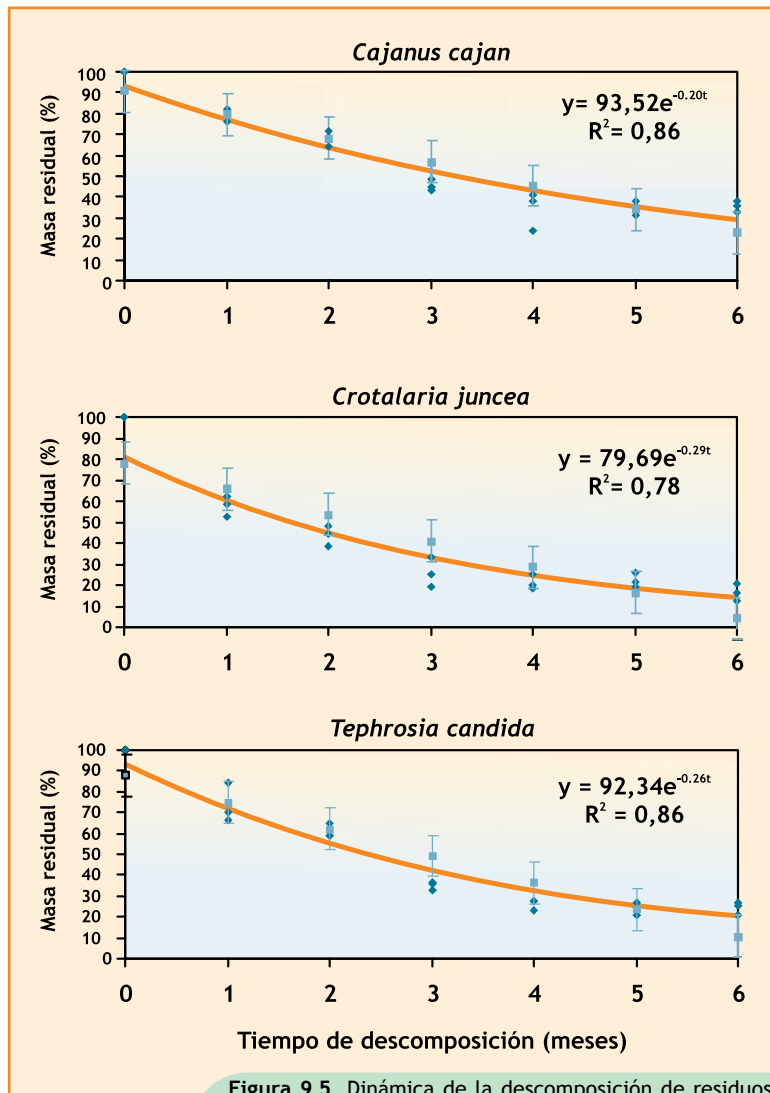 Cajanus cajan
y= 93,52e^-0.20t
R²= 0,86
Masa residual (%)
100
90
80
70
60
50
40
30
20
10
0
0 1 2 3 4 5 6
Crotalaria juncea
y = 79,69e^-0.29t
R²= 0,78
Masa residual (%)
100
90
80
70
60
50
40
30
20
10
0
0 1 2 3 4 5 6
Tephrosia candida
y = 92,34e^-0.26t
R² = 0,86
Masa residual (%)
100
90
80
70
60
50
40
30
20
10
0
0 1 2 3 4 5 6
Tiempo de descomposición (meses)
Figura 9.5. Dinámica de la descomposición de residuos